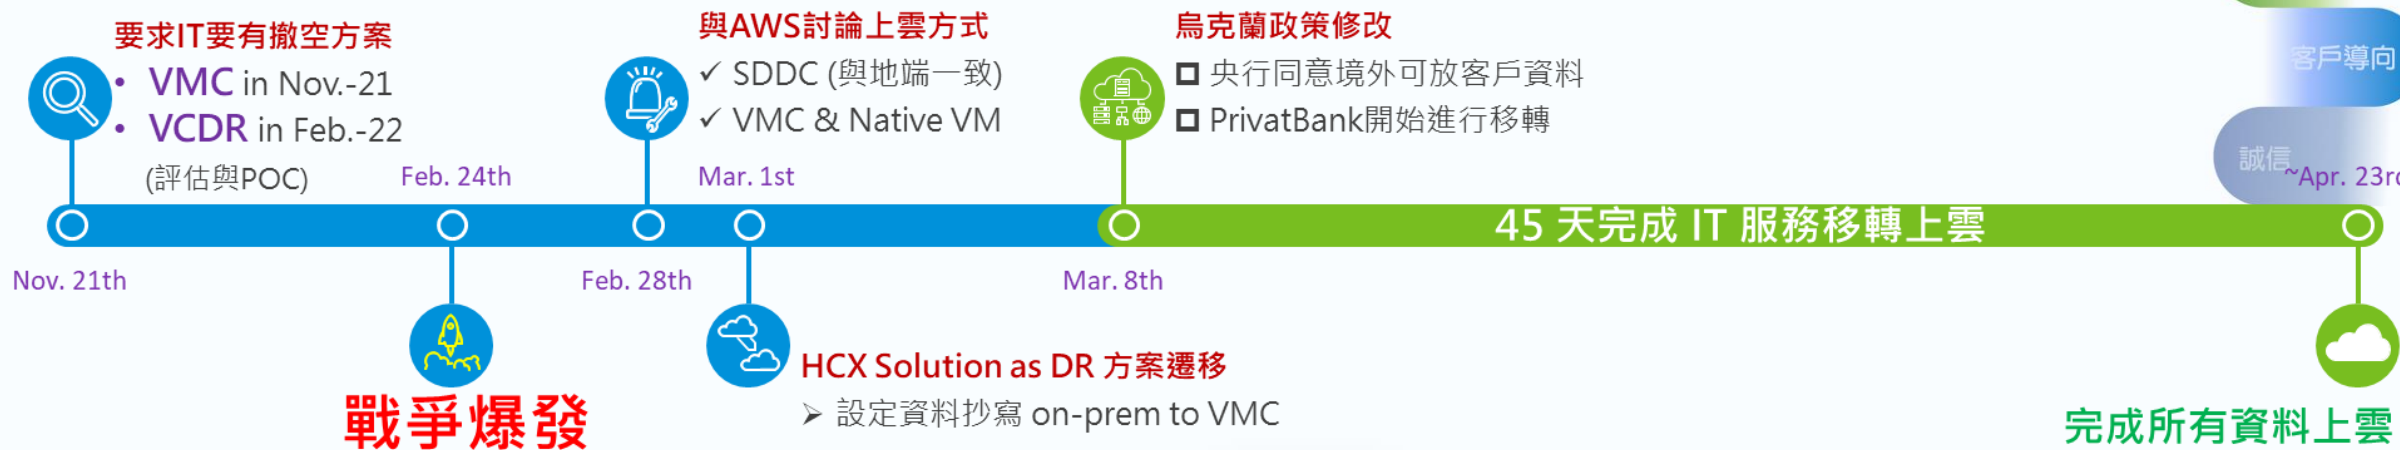 要求IT要有撤空方案
• VMC in Nov.-21
• VCDR in Feb.-22
(評估與POC)
與AWS討論上雲方式
✓ SDDC (與地端一致)
✓ VMC & Native VM
烏克蘭政策修改
央行同意境外可放客戶資料
PrivatBank開始進行移轉
客戶導向
誠信
Feb. 24th
Mar. 1st
~Apr. 23rd
45 天完成 IT 服務移轉上雲
Nov. 21th
Feb. 28th
Mar. 8th
戰爭爆發
HCX Solution as DR 方案遷移
➢ 設定資料抄寫 on-prem to VMC
完成所有資料上雲